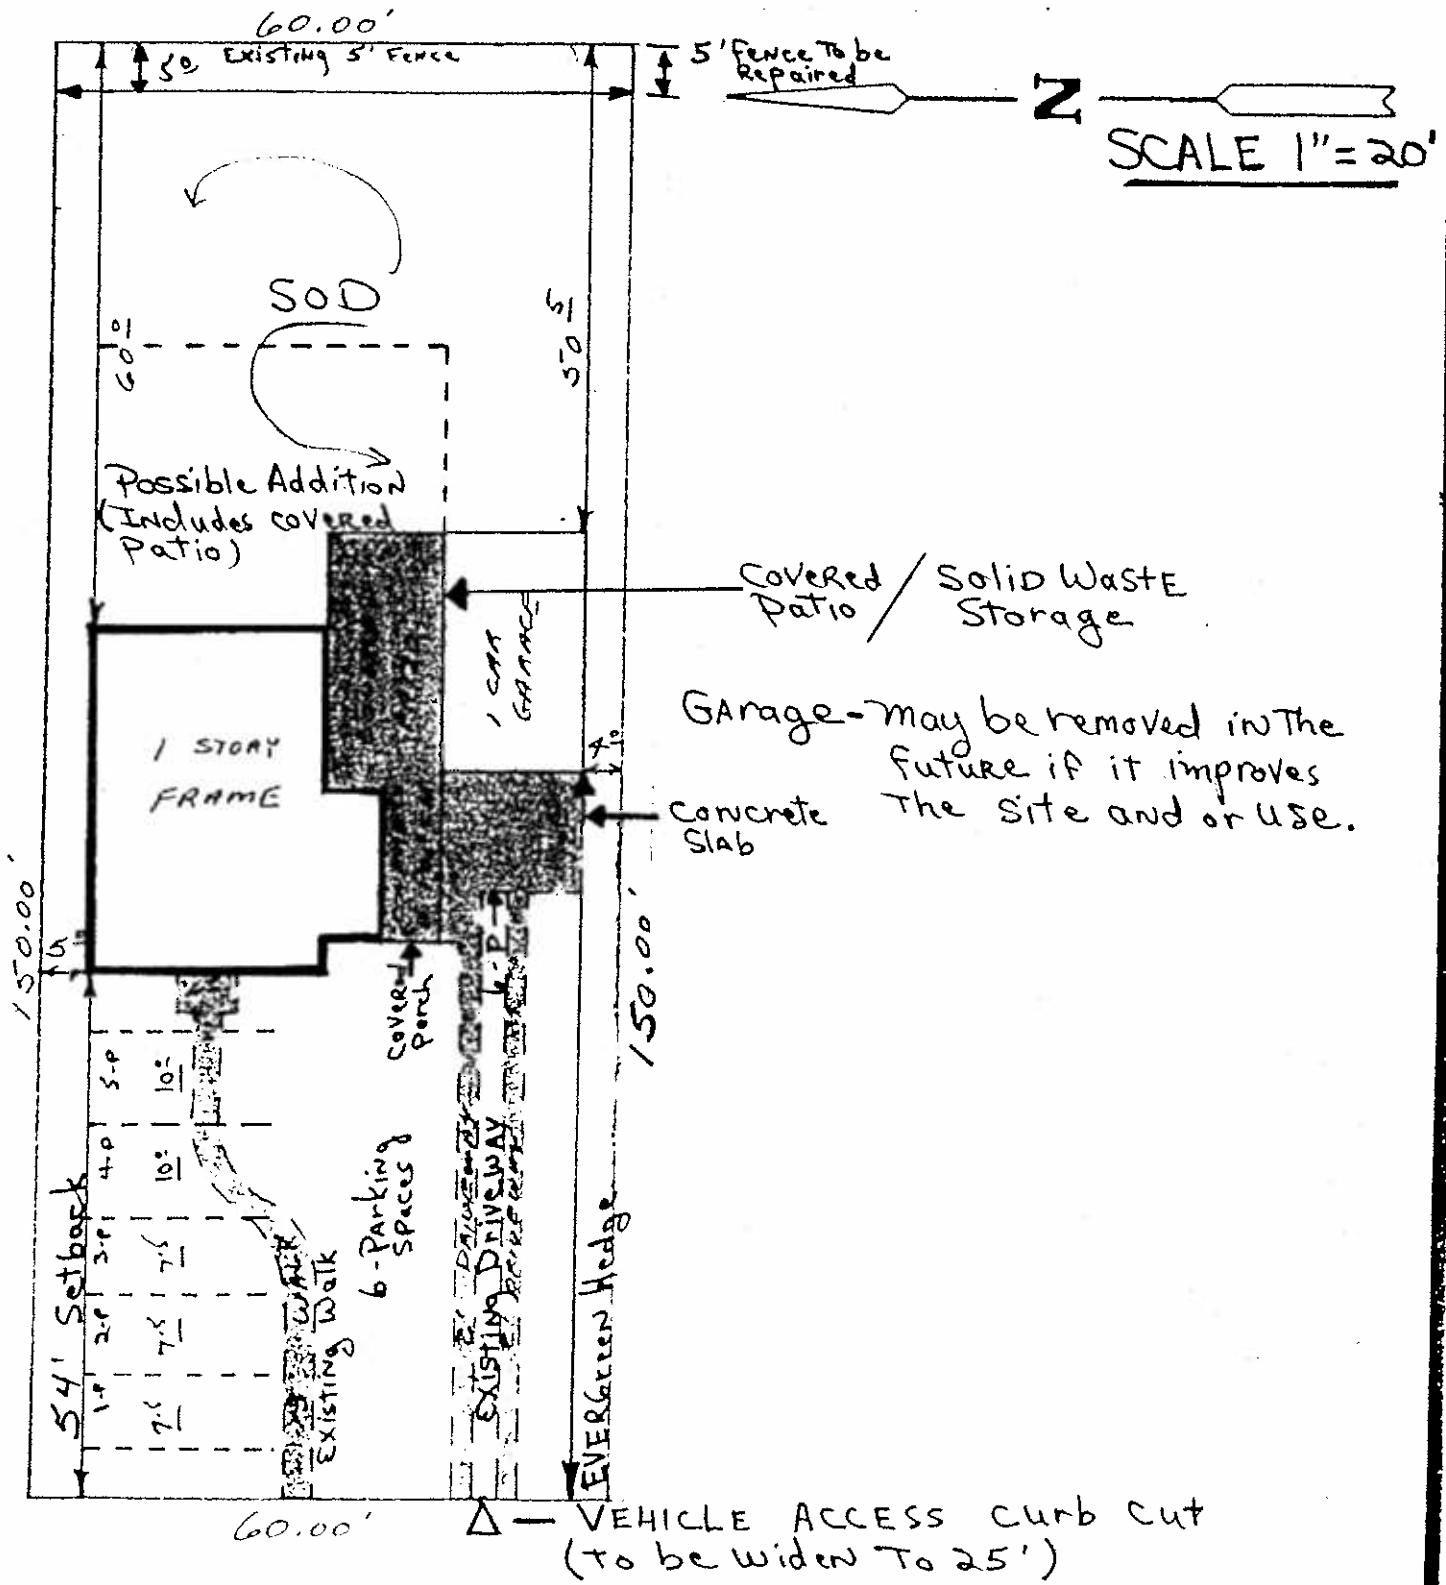 60.00'
5'0 Existing 5' Fence
5' Fence To be
Repaired
N
SCALE 1"=20'
SOD
60'0
50 5
Possible Addition
(Includes covered
Patio)
Covered
Patio / Solid Waste
Storage
1 CAR
GARAGE
1 STORY
FRAME
4'0
GArage - may be removed in The
future if it improves
The site and or use.
Concrete
Slab
150.00'
5
6-P
150.00'
Covered
Porch
5-P 10'0
4-P 10'0
3-P 7.5
2-P 7.5
1-P 7.5
54' Setback
6-Parking
Spaces
WALK
Existing Walk
Existing DriveWAY
EVERGreen Hedge
60.00'
Δ — VEHICLE ACCESS Curb Cut
(To be widen To 25')